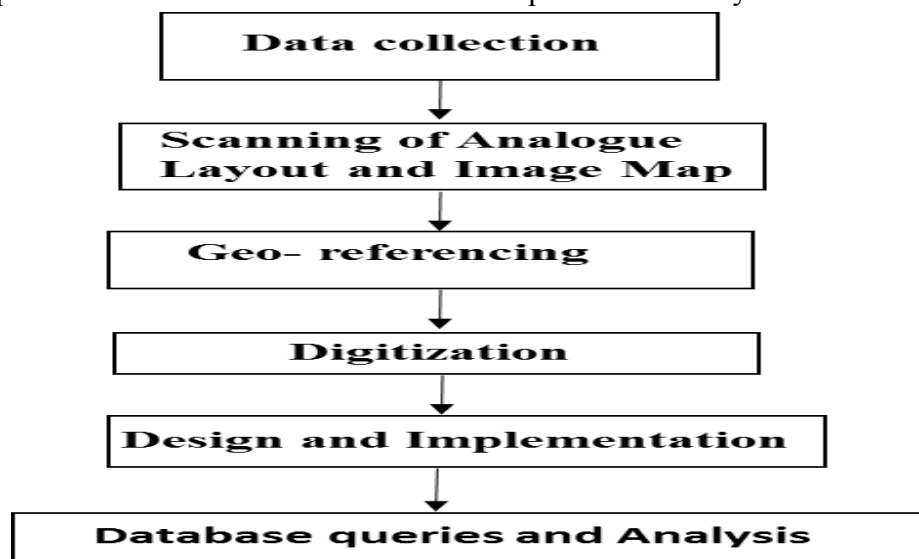 Data collection
Scanning of Analogue
Layout and Image Map
Geo- referencing
Digitization
Design and Implementation
Database queries and Analysis